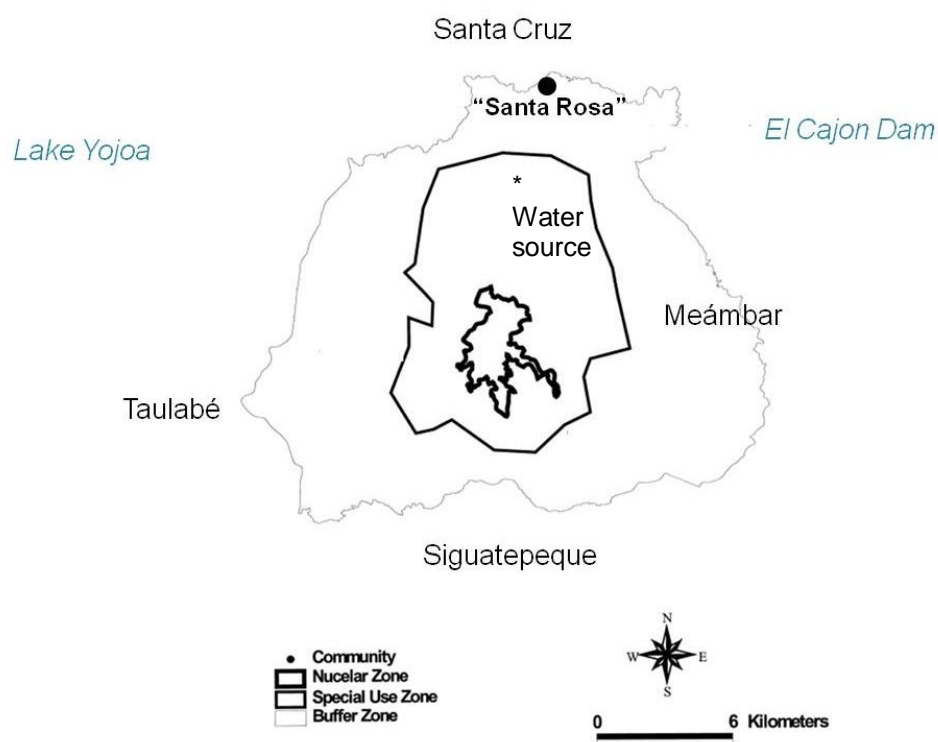 Santa Cruz
“Santa Rosa”
Lake Yojoa
El Cajon Dam
*
Water
source
Meámbar
Taulabé
Siguatepeque
N
W
E
S
Community
Nucelar Zone
Special Use Zone
Buffer Zone
0 6 Kilometers